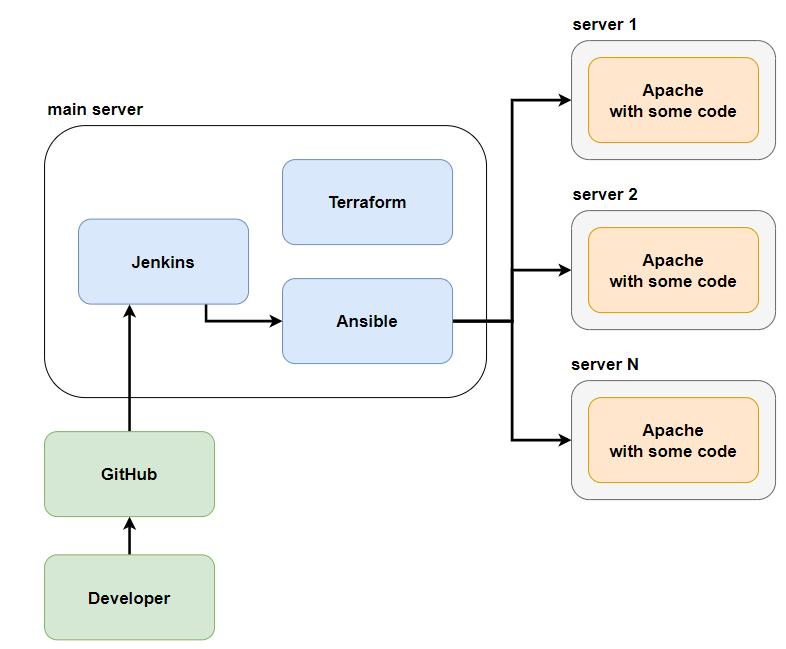 server 1
Apache
with some code
main server
Terraform
server 2
Jenkins
Apache
with some code
Ansible
server N
Apache
with some code
GitHub
Developer